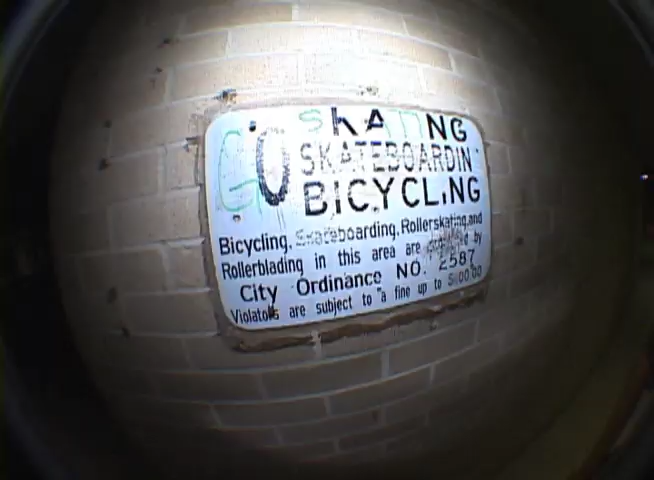 GO SKATING
SKATEBOARDIN
BICYCLING
Bicycling, Skateboarding, Rollerskating and
Rollerblading in this area are by
City Ordinance NO. 2587
Violators are subject to a fine up to